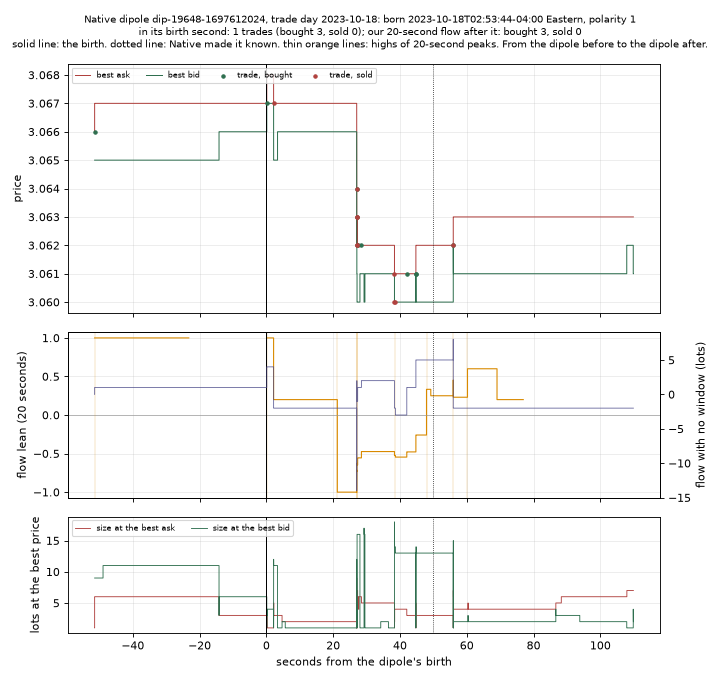 Native dipole dip-19648-1697612024, trade day 2023-10-18: born 2023-10-18T02:53:44-04:00 Eastern, polarity 1
in its birth second: 1 trades (bought 3, sold 0); our 20-second flow after it: bought 3, sold 0
solid line: the birth. dotted line: Native made it known. thin orange lines: highs of 20-second peaks. From the dipole before to the dipole after.
best ask
best bid
trade, bought
trade, sold
3.068
3.067
3.066
3.065
3.064
3.063
3.062
3.061
3.060
price
1.0
0.5
0.0
−0.5
−1.0
flow lean (20 seconds)
5
0
−5
−10
−15
flow with no window (lots)
size at the best ask
size at the best bid
15
10
5
lots at the best price
−40
−20
0
20
40
60
80
100
seconds from the dipole's birth